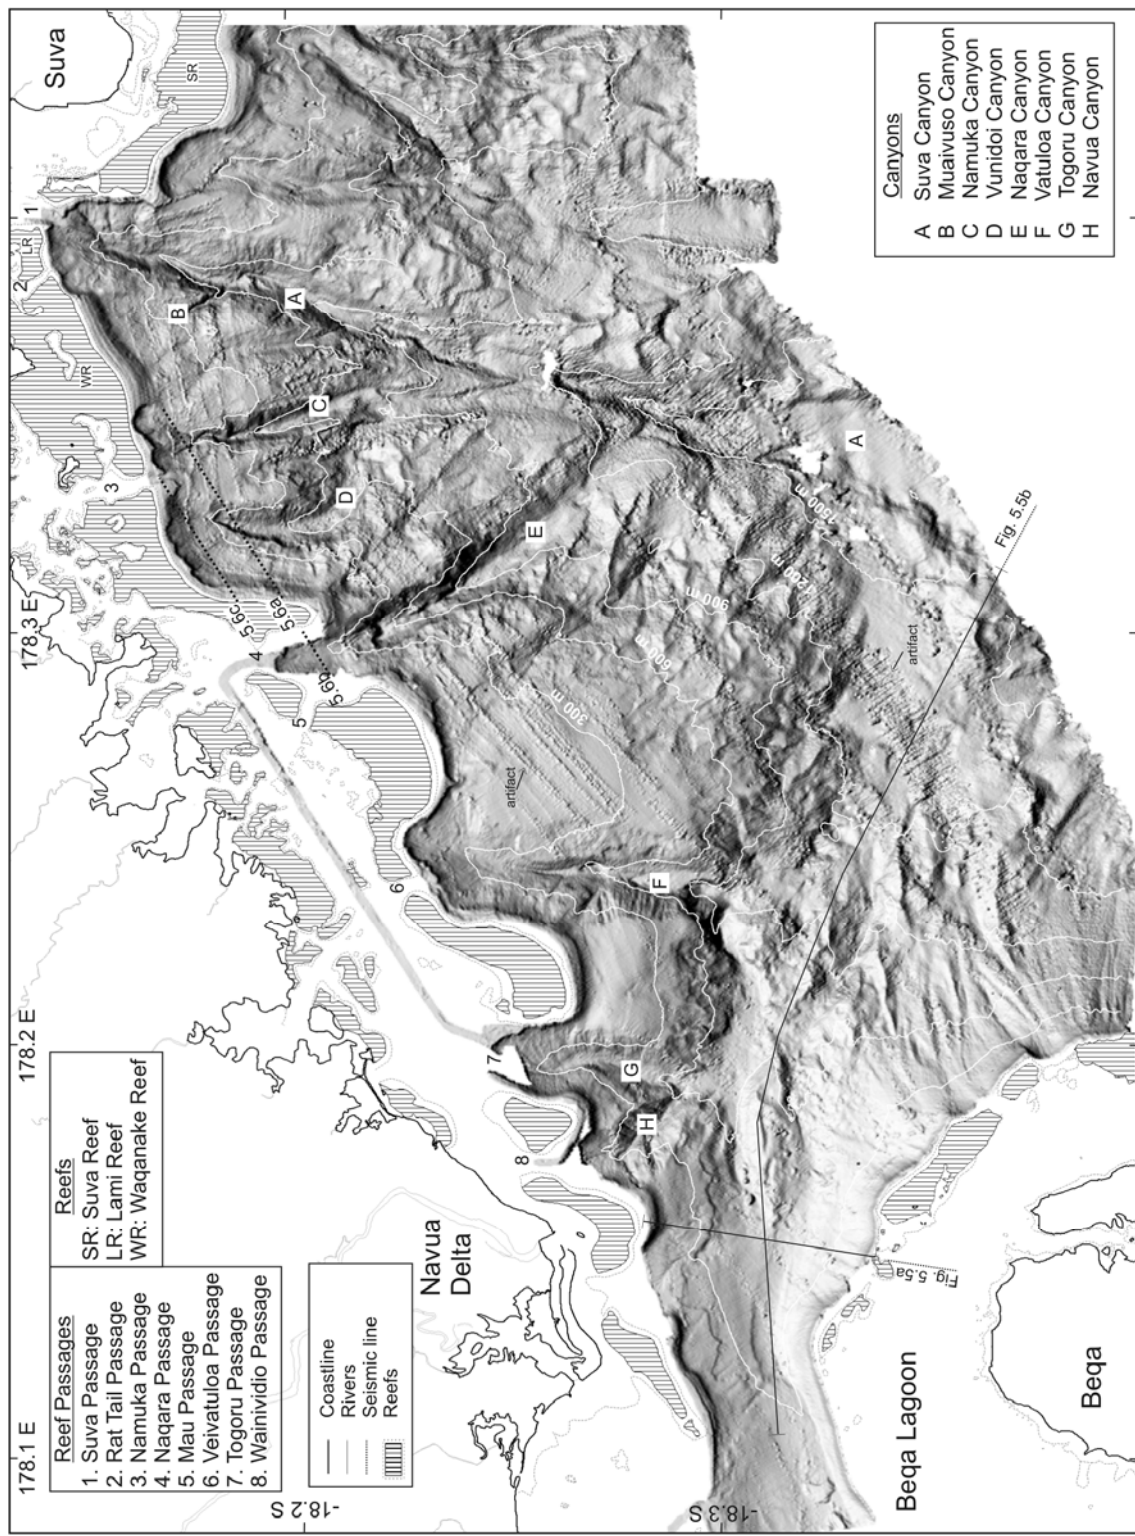 178.1 E
178.2 E
178.3 E
-18.2 S
-18.3 S
Reef Passages
1. Suva Passage
2. Rat Tail Passage
3. Namuka Passage
4. Naqara Passage
5. Mau Passage
6. Veivatuloa Passage
7. Togoru Passage
8. Wainividio Passage
Reefs
SR: Suva Reef
LR: Lami Reef
WR: Waqanake Reef
Coastline
Rivers
Seismic line
Reefs
Canyons
A Suva Canyon
B Muaivuso Canyon
C Namuka Canyon
D Vunidoi Canyon
E Naqara Canyon
F Vatuloa Canyon
G Togoru Canyon
H Navua Canyon
Suva
SR
LR
WR
1
2
3
4
5
6
7
8
5.6c
5.6a
5.6b
A
B
C
D
E
F
G
H
A
300 m
600 m
900 m
1200 m
1500 m
artifact
artifact
Fig. 5.5b
Fig. 5.5a
Navua
Delta
Beqa Lagoon
Beqa